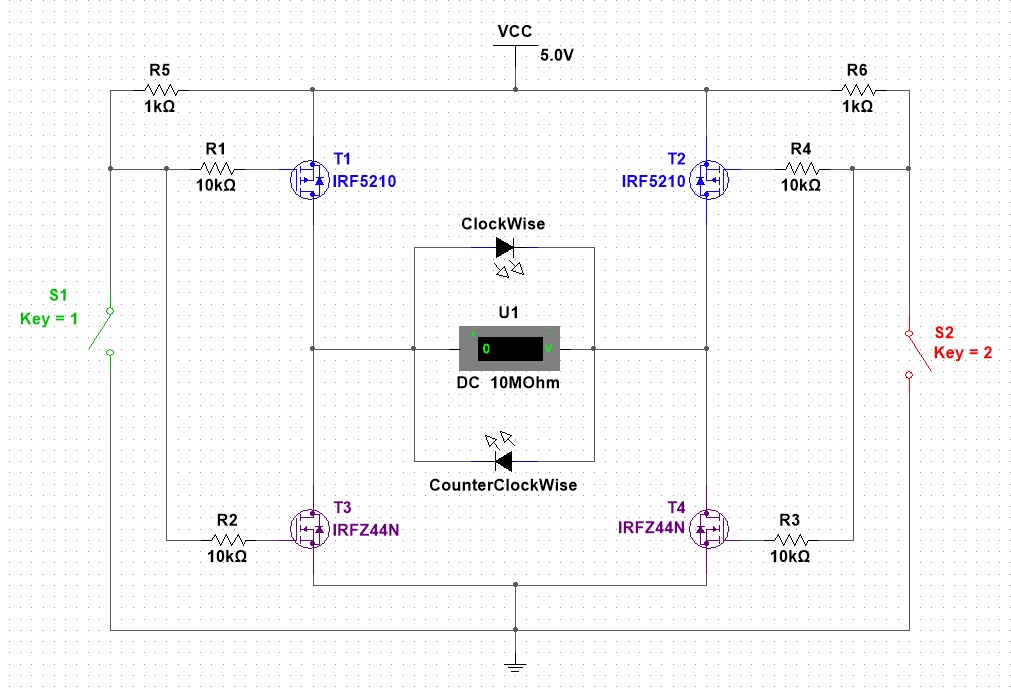 VCC
5.0V
R5
1kΩ
R6
1kΩ
R1
10kΩ
T1
IRF5210
T2
IRF5210
R4
10kΩ
ClockWise
S1
Key = 1
U1
+ -
0 V
DC 10MOhm
S2
Key = 2
CounterClockWise
R2
10kΩ
T3
IRFZ44N
T4
IRFZ44N
R3
10kΩ